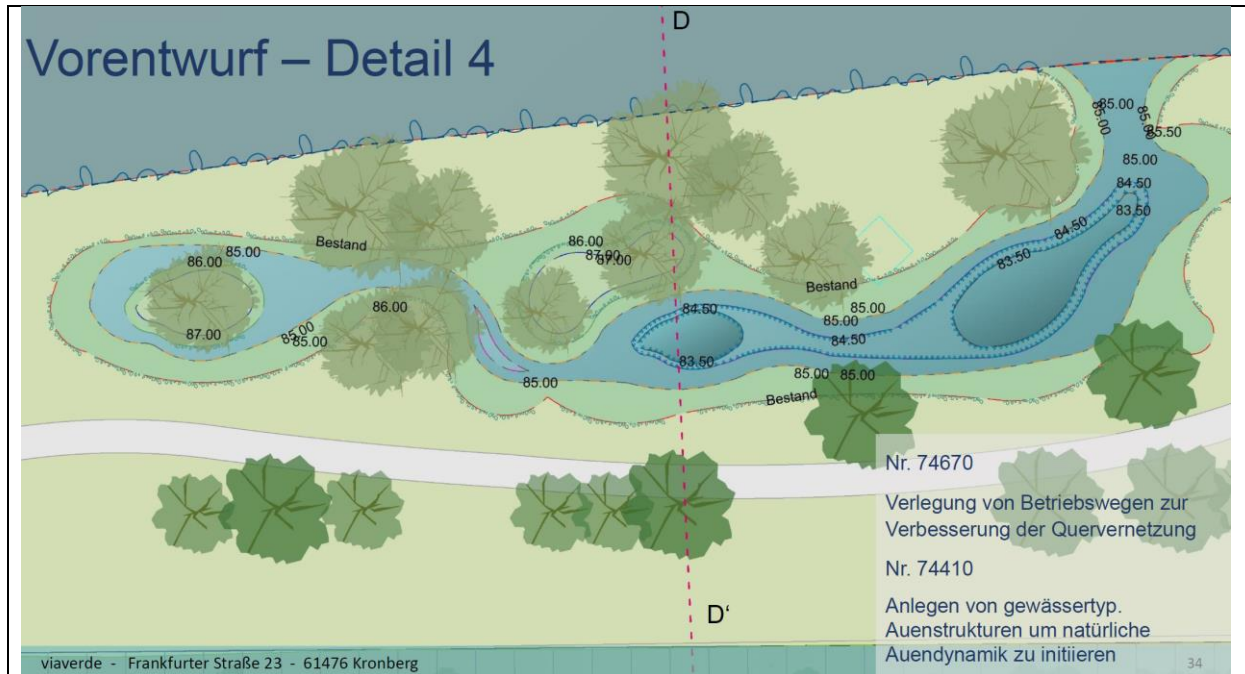 D
Vorentwurf – Detail 4
85.00
85.00
85.00
85.50
85.00
84.50
83.50
84.50
83.50
Bestand
85.00
86.00
86.00
87.00
87.00
86.00
87.00
85.00
85.00
Bestand
85.00
85.00
84.50
84.50
83.50
85.00
85.00
85.00
Bestand
Nr. 74670
Verlegung von Betriebswegen zur
Verbesserung der Quervernetzung
Nr. 74410
Anlegen von gewässertyp.
Auenstrukturen um natürliche
Auendynamik zu initiieren
D‘
viaverde - Frankfurter Straße 23 - 61476 Kronberg
34